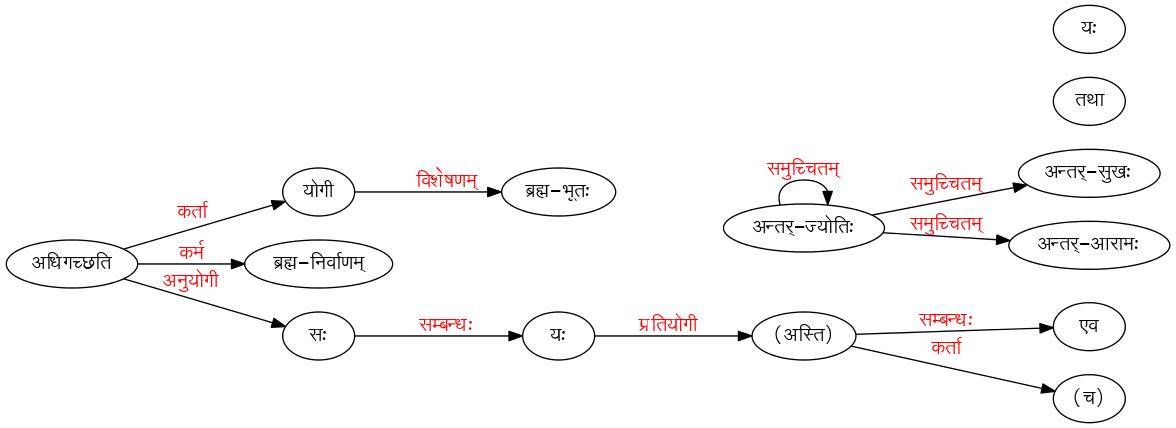 यः
तथा
समुच्चितम्
अन्तर्-सुखः
समुच्चितम्
विशेषणम्
योगी
ब्रह्म-भूतः
कर्ता
अन्तर्-ज्योतिः
समुच्चितम्
अन्तर्-आरामः
अधिगच्छति
कर्म
ब्रह्म-निर्वाणम्
अनुयोगी
सः
सम्बन्धः
यः
प्रतियोगी
(अस्ति)
सम्बन्धः
एव
कर्ता
(च)